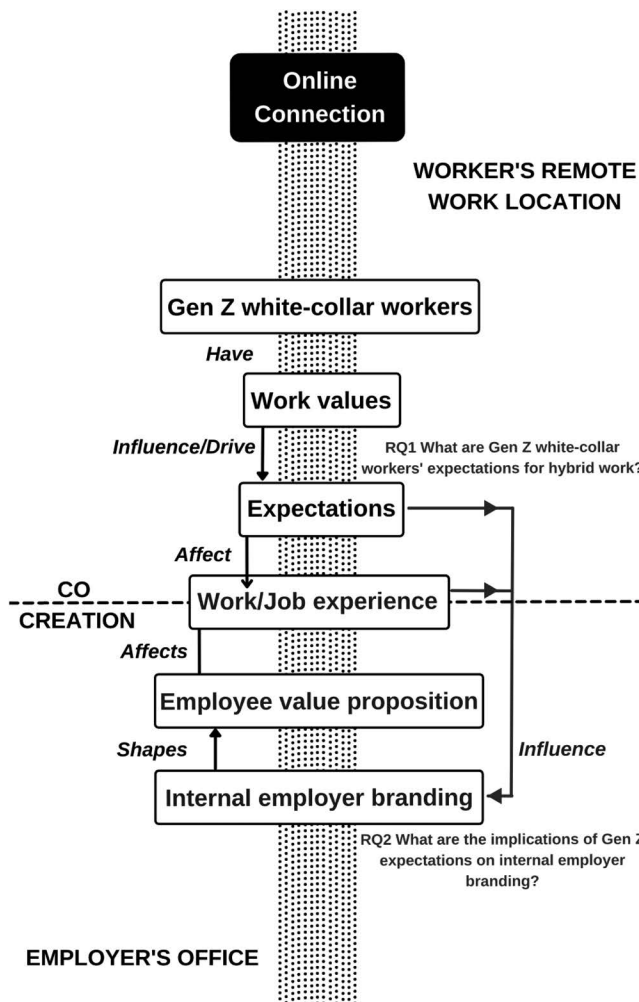 Online
Connection
WORKER'S REMOTE
WORK LOCATION
Gen Z white-collar workers
Have
Work values
Influence/Drive
RQ1 What are Gen Z white-collar
workers' expectations for hybrid work?
Expectations
Affect
CO
Work/Job experience
CREATION
Affects
Employee value proposition
Shapes
Influence
Internal employer branding
RQ2 What are the implications of Gen Z
expectations on internal employer
branding?
EMPLOYER'S OFFICE